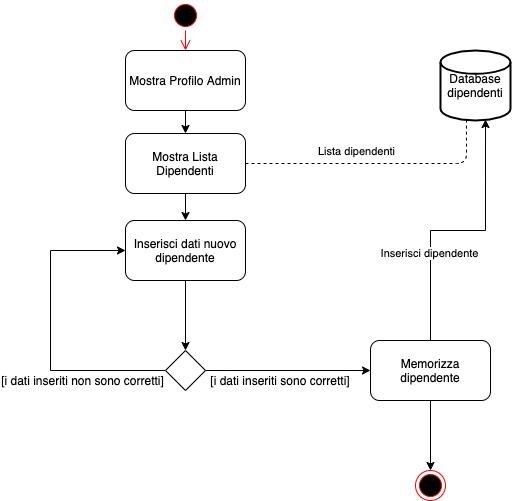 Mostra Profilo Admin
Database
dipendenti
Mostra Lista
Dipendenti
Lista dipendenti
Inserisci dati nuovo
dipendente
Inserisci dipendente
[i dati inseriti non sono corretti]
[i dati inseriti sono corretti]
Memorizza
dipendente